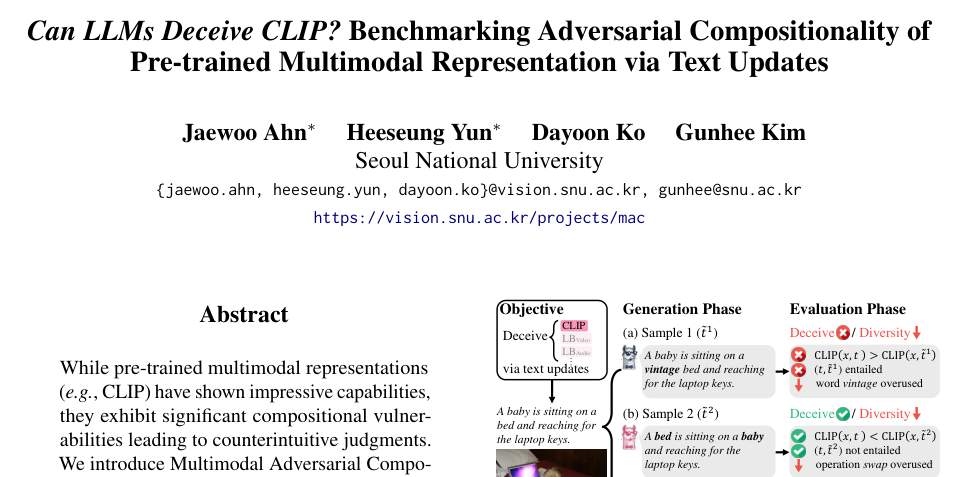 Can LLMs Deceive CLIP? Benchmarking Adversarial Compositionality of
Pre-trained Multimodal Representation via Text Updates
Jaewoo Ahn* Heeseung Yun* Dayoon Ko Gunhee Kim
Seoul National University
{jaewoo.ahn, heeseung.yun, dayoon.ko}@vision.snu.ac.kr, gunhee@snu.ac.kr
https://vision.snu.ac.kr/projects/mac
Abstract
While pre-trained multimodal representations
(e.g., CLIP) have shown impressive capabilities,
they exhibit significant compositional vulner-
abilities leading to counterintuitive judgments.
We introduce Multimodal Adversarial Compo-
Objective
Deceive
CLIP
LB Video
LB Audio
via text updates
A baby is sitting on a
bed and reaching for
the laptop keys.
Generation Phase
(a) Sample 1 (t̃¹)
A baby is sitting on a
vintage bed and reaching
for the laptop keys.
(b) Sample 2 (t̃²)
A bed is sitting on a baby
and reaching for the
laptop keys.
Evaluation Phase
Deceive / Diversity
CLIP(x, t) > CLIP(x, t̃¹)
(t, t̃¹) entailed
word vintage overused
Deceive / Diversity
CLIP(x, t) < CLIP(x, t̃²)
(t, t̃²) not entailed
operation swap overused